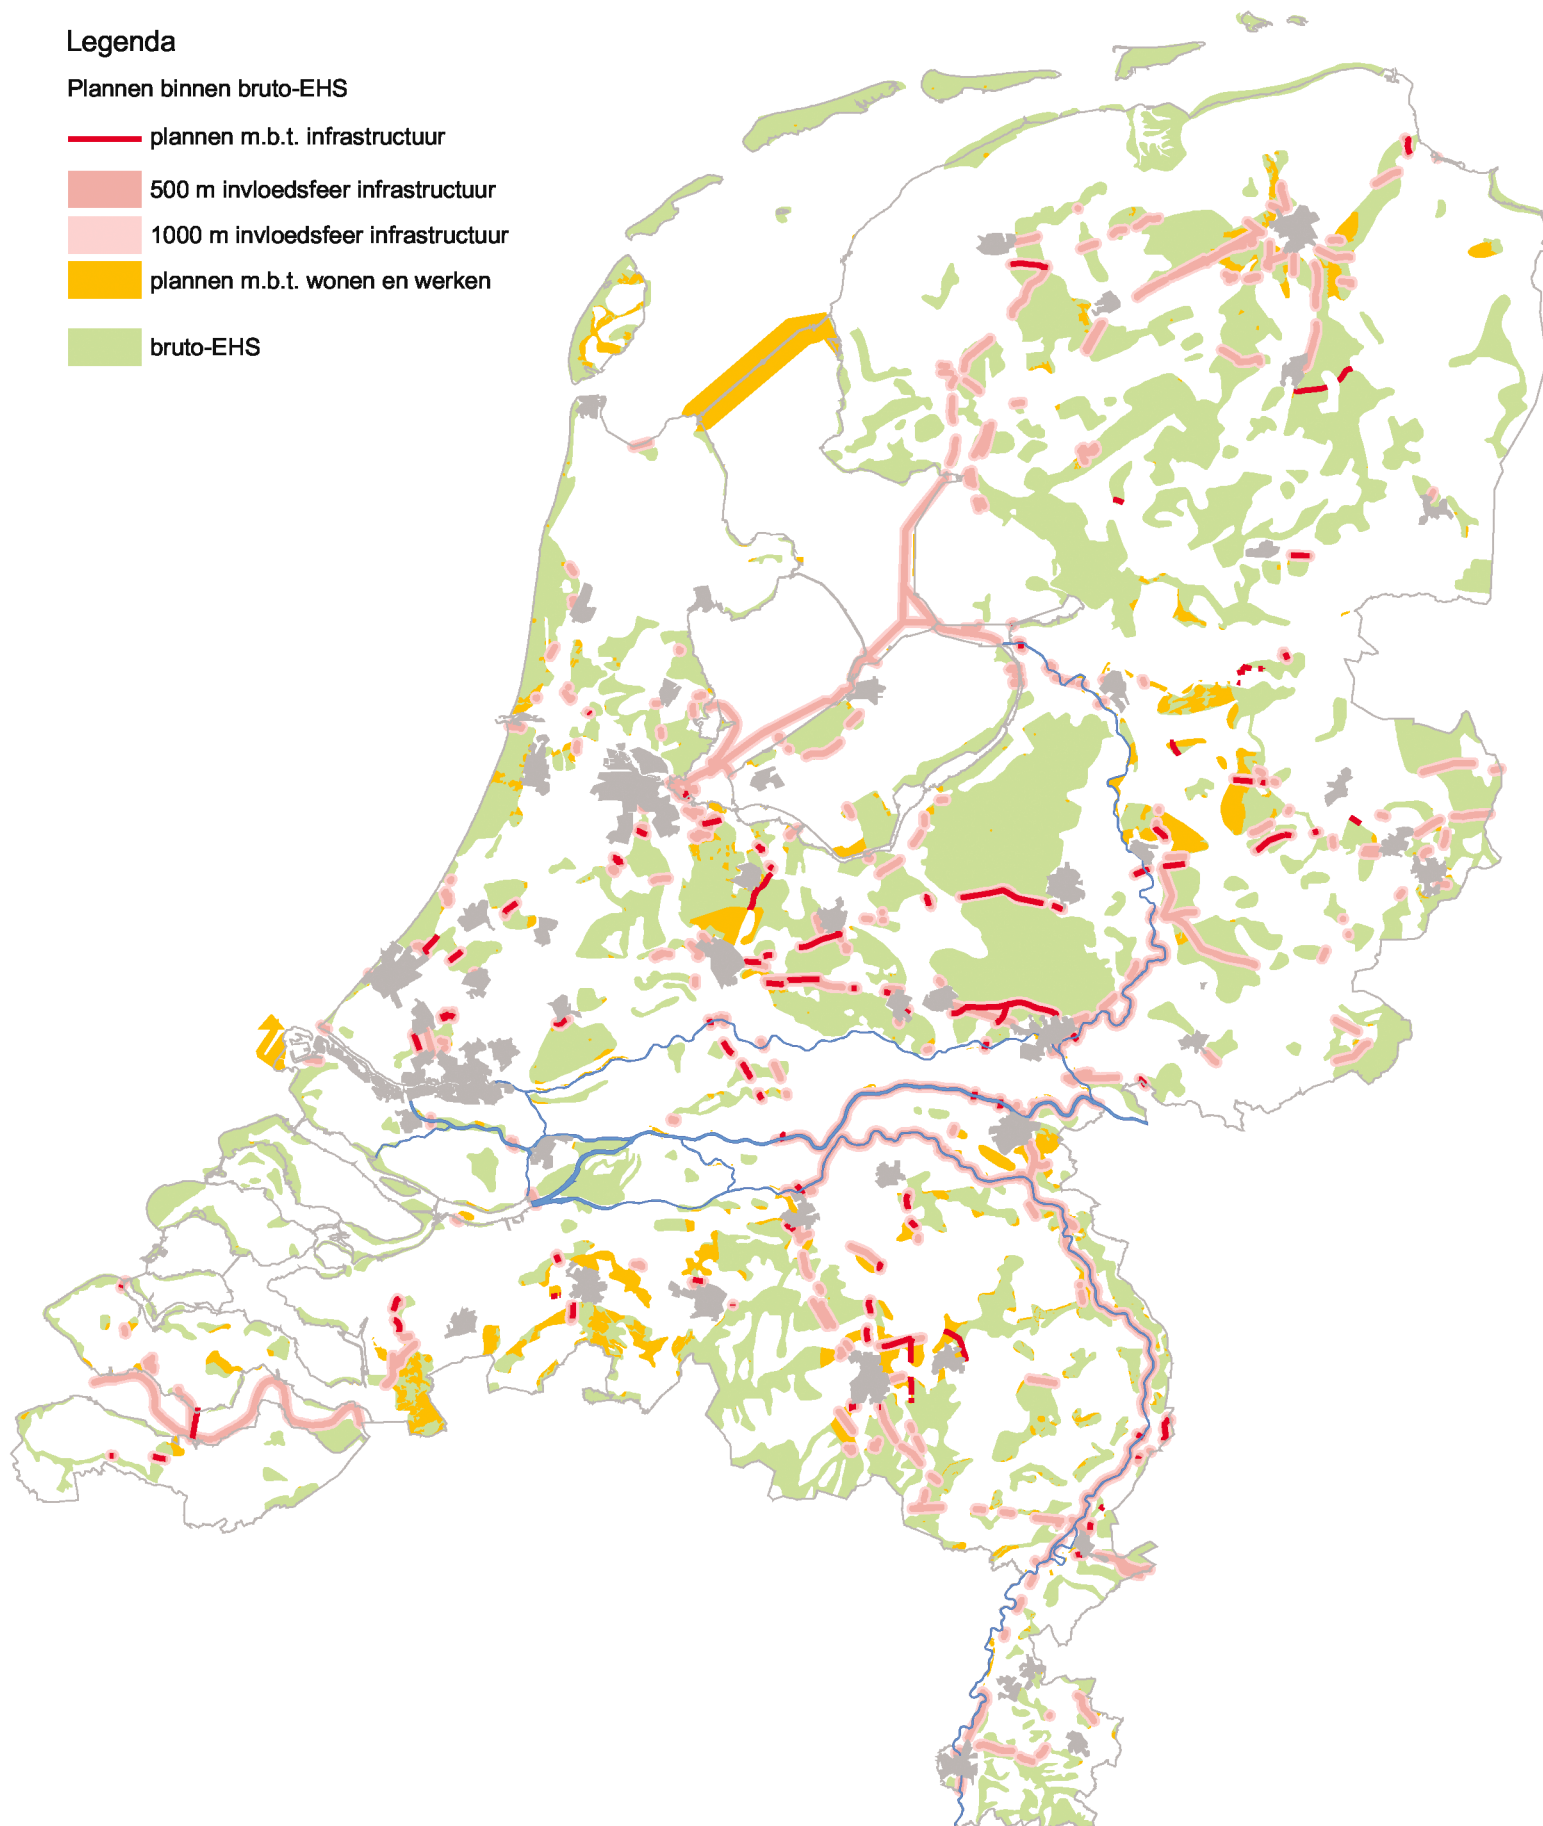 Legenda
Plannen binnen bruto-EHS
plannen m.b.t. infrastructuur
500 m invloedsfeer infrastructuur
1000 m invloedsfeer infrastructuur
plannen m.b.t. wonen en werken
bruto-EHS